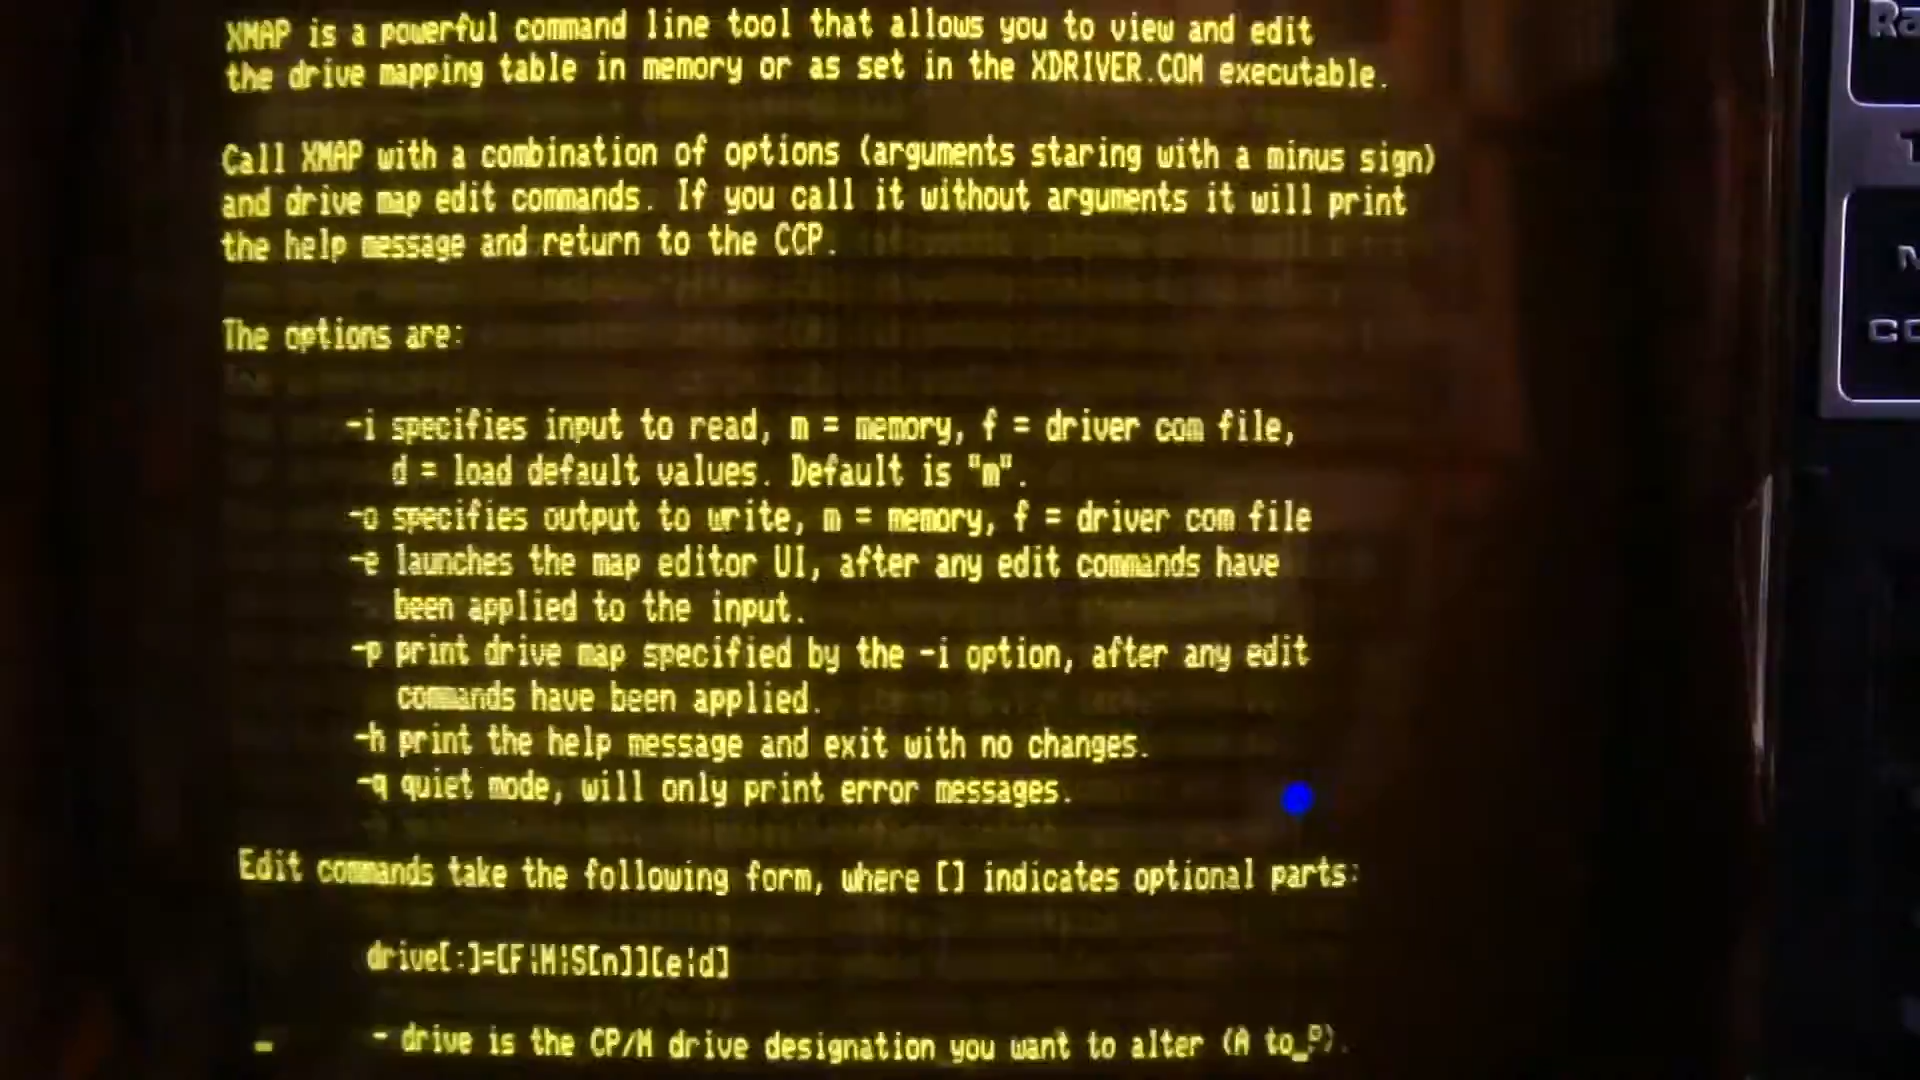 XMAP is a powerful command line tool that allows you to view and edit
the drive mapping table in memory or as set in the XDRIVER.COM executable.
Call XMAP with a combination of options (arguments staring with a minus sign)
and drive map edit commands. If you call it without arguments it will print
the help message and return to the CCP.
The options are:
-i specifies input to read, m = memory, f = driver com file,
d = load default values. Default is "m".
-o specifies output to write, m = memory, f = driver com file
-e launches the map editor UI, after any edit commands have
been applied to the input.
-p print drive map specified by the -i option, after any edit
commands have been applied.
-h print the help message and exit with no changes.
-q quiet mode, will only print error messages.
Edit commands take the following form, where [] indicates optional parts:
drive[:]=[F¦M¦S[n]][e¦d]
- drive is the CP/M drive designation you want to alter (A to P).